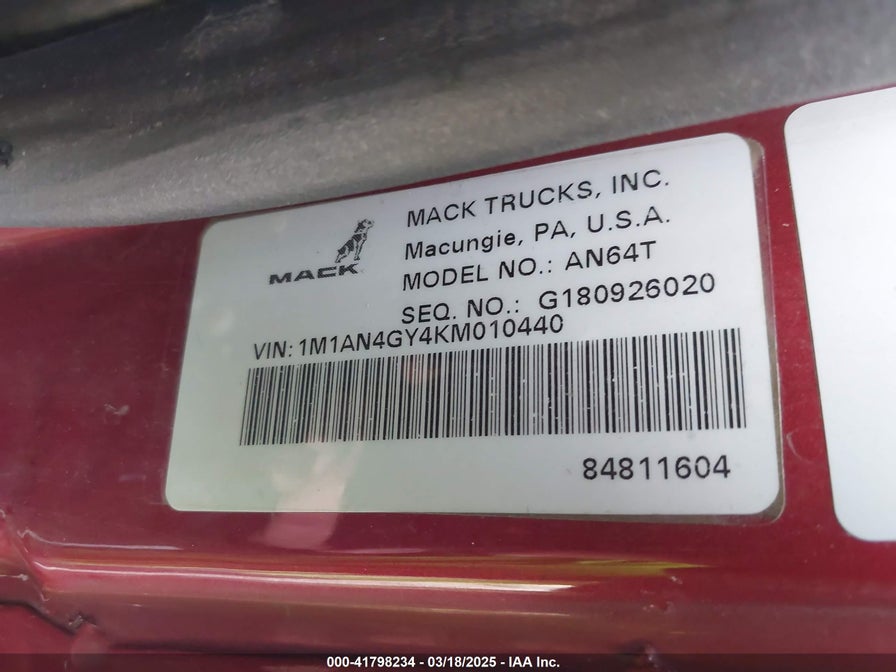 MACK TRUCKS, INC.
Macungie, PA, U.S.A.
MACK
MODEL NO.: AN64T
SEQ. NO.: G180926020
VIN: 1M1AN4GY4KM010440
84811604
000-41798234 - 03/18/2025 - IAA Inc.